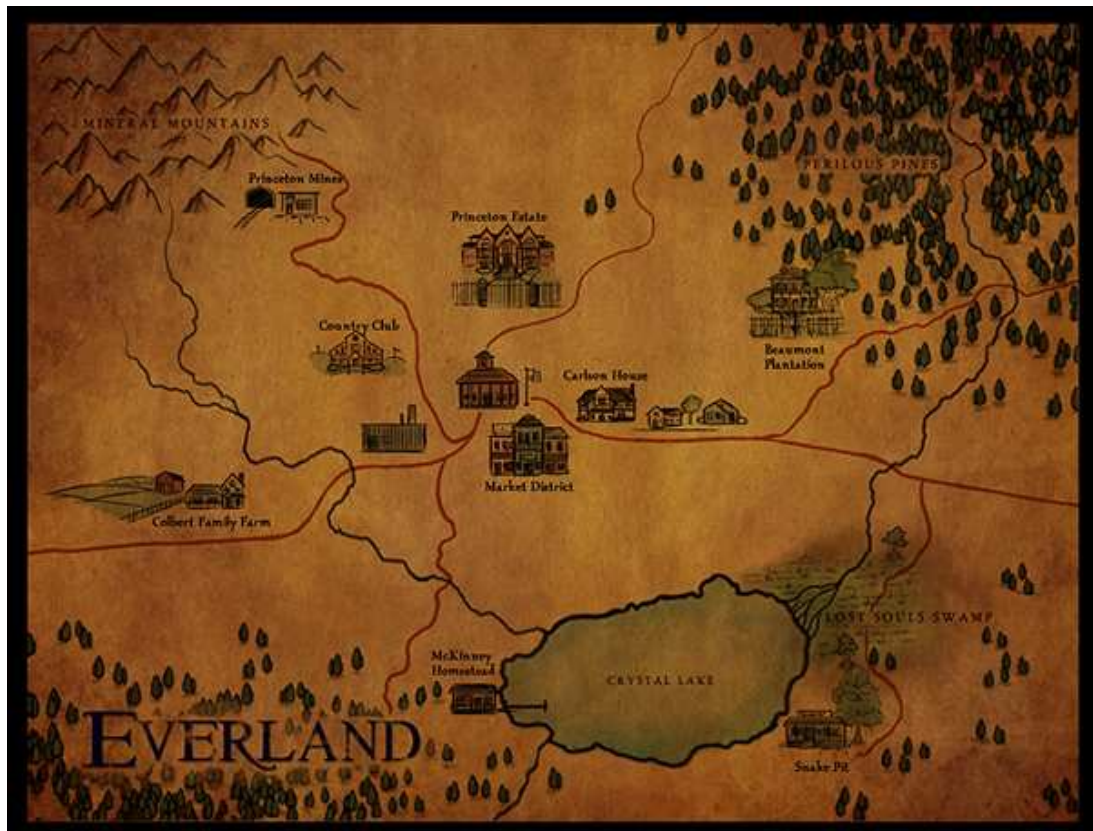 MINERAL MOUNTAINS
PERILOUS PINES
Princeton Mines
Princeton Estate
Country Club
Beaumont
Plantation
Carlson House
Market District
Colbert Family Farm
LOST SOULS SWAMP
McKinney
Homestead
CRYSTAL LAKE
EVERLAND
Snake Pit